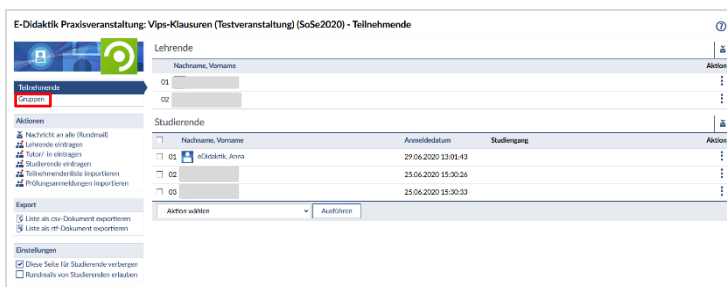 E-Didaktik Praxisveranstaltung: Vips-Klausuren (Testveranstaltung) (SoSe2020) - Teilnehmende
Teilnehmende
Gruppen
Aktionen
Nachricht an alle (Rundmail)
Lehrende eintragen
Tutor/-in eintragen
Studierende eintragen
Teilnehmendenliste importieren
Prüfungsanmeldungen importieren
Export
Liste als csv-Dokument exportieren
Liste als rtf-Dokument exportieren
Einstellungen
Diese Seite für Studierende verbergen
Rundmails von Studierenden erlauben
Lehrende
Nachname, Vorname Aktion
01
02
Studierende
Nachname, Vorname Anmeldedatum Studiengang Aktion
01 eDidaktik, Anna 29.06.2020 13:01:43
02 25.06.2020 15:30:26
03 25.06.2020 15:30:33
Aktion wählen Ausführen